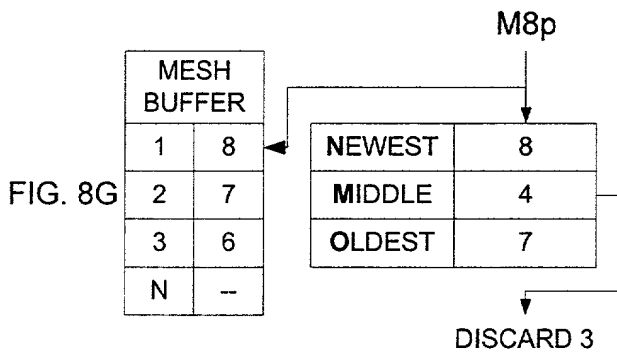 M8p
MESH
BUFFER
1 8
2 7
3 6
N --
FIG. 8G
NEWEST 8
MIDDLE 4
OLDEST 7
DISCARD 3